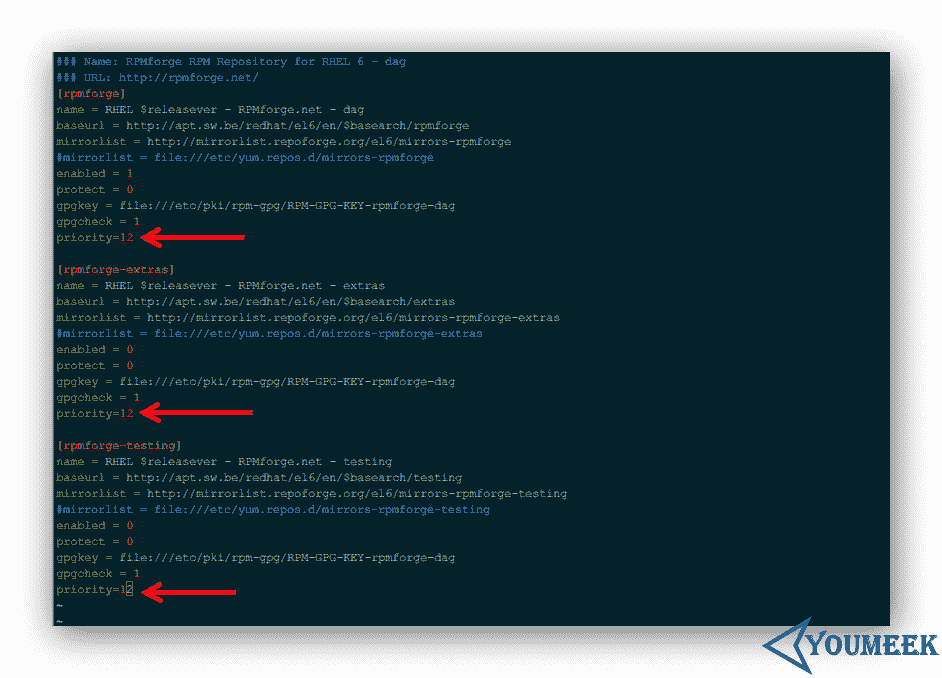 ### Name: RPMforge RPM Repository for RHEL 6 - dag
### URL: http://rpmforge.net/
[rpmforge]
name = RHEL $releasever - RPMforge.net - dag
baseurl = http://apt.sw.be/redhat/el6/en/$basearch/rpmforge
mirrorlist = http://mirrorlist.repoforge.org/el6/mirrors-rpmforge
#mirrorlist = file:///etc/yum.repos.d/mirrors-rpmforge
enabled = 1
protect = 0
gpgkey = file:///etc/pki/rpm-gpg/RPM-GPG-KEY-rpmforge-dag
gpgcheck = 1
priority=12
[rpmforge-extras]
name = RHEL $releasever - RPMforge.net - extras
baseurl = http://apt.sw.be/redhat/el6/en/$basearch/extras
mirrorlist = http://mirrorlist.repoforge.org/el6/mirrors-rpmforge-extras
#mirrorlist = file:///etc/yum.repos.d/mirrors-rpmforge-extras
enabled = 0
protect = 0
gpgkey = file:///etc/pki/rpm-gpg/RPM-GPG-KEY-rpmforge-dag
gpgcheck = 1
priority=12
[rpmforge-testing]
name = RHEL $releasever - RPMforge.net - testing
baseurl = http://apt.sw.be/redhat/el6/en/$basearch/testing
mirrorlist = http://mirrorlist.repoforge.org/el6/mirrors-rpmforge-testing
#mirrorlist = file:///etc/yum.repos.d/mirrors-rpmforge-testing
enabled = 0
protect = 0
gpgkey = file:///etc/pki/rpm-gpg/RPM-GPG-KEY-rpmforge-dag
gpgcheck = 1
priority=12
~
~
YOUMEEK